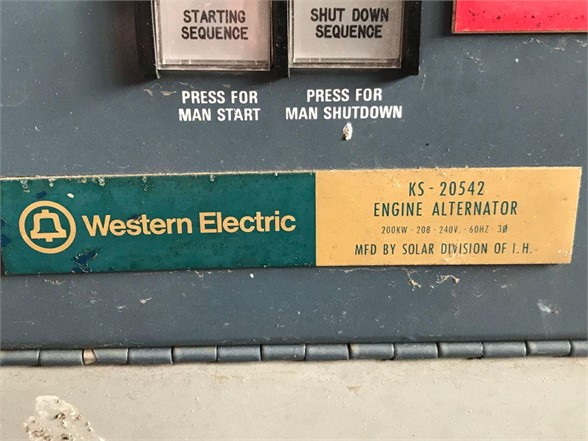 STARTING
SEQUENCE
SHUT DOWN
SEQUENCE
PRESS FOR
MAN START
PRESS FOR
MAN SHUTDOWN
Western Electric
KS-20542
ENGINE ALTERNATOR
200KW-208-240V.-60HZ-3Ø
MFD BY SOLAR DIVISION OF I.H.